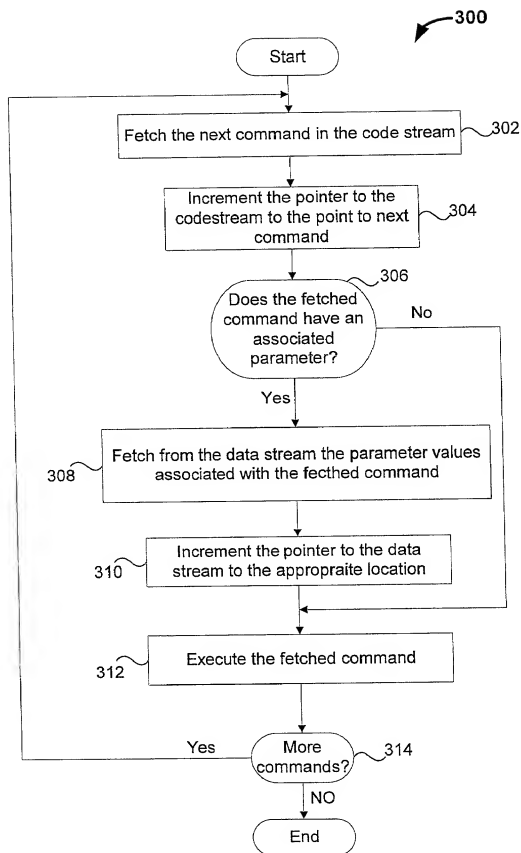 300
Start
Fetch the next command in the code stream
302
Increment the pointer to the
codestream to the point to next
command
304
306
Does the fetched
command have an
associated
parameter?
No
Yes
Fetch from the data stream the parameter values
associated with the fecthed command
308
Increment the pointer to the data
stream to the appropraite location
310
Execute the fetched command
312
Yes
More
commands?
314
NO
End